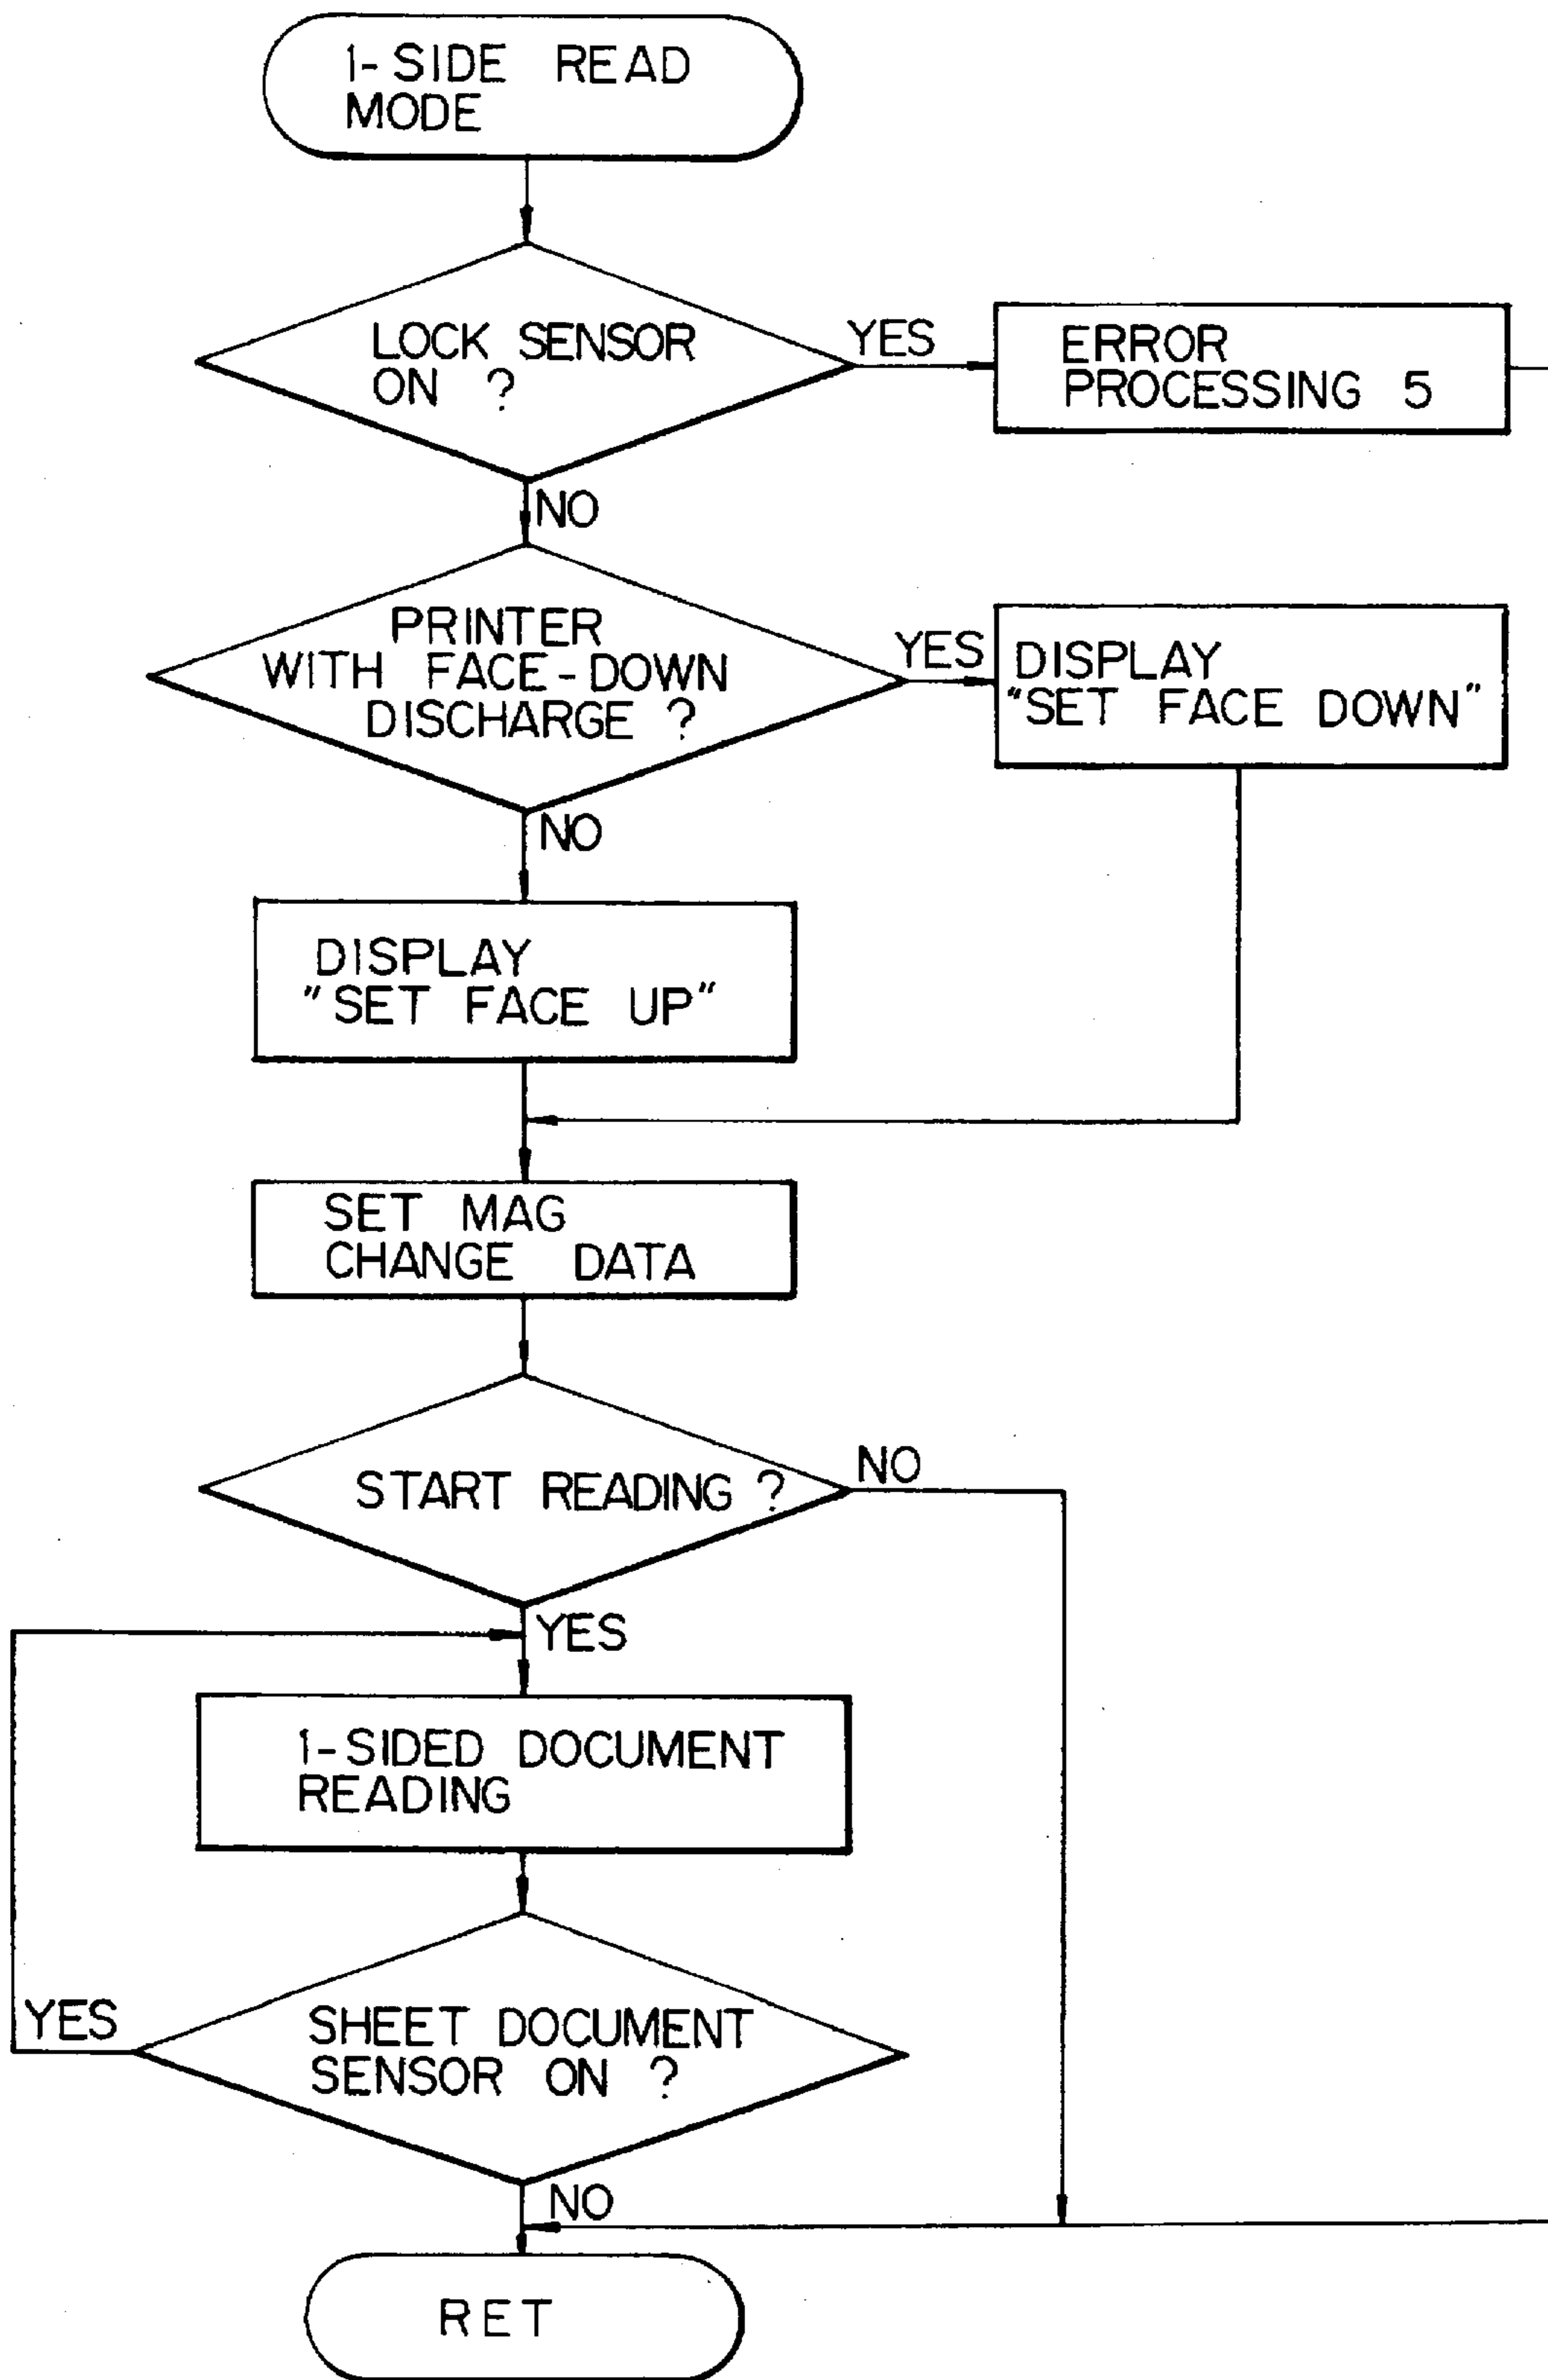 1-SIDE READ
MODE
LOCK SENSOR
ON ?
YES
ERROR
PROCESSING 5
NO
PRINTER
WITH FACE-DOWN
DISCHARGE ?
YES
DISPLAY
"SET FACE DOWN"
NO
DISPLAY
"SET FACE UP"
SET MAG
CHANGE DATA
START READING ?
NO
YES
1-SIDED DOCUMENT
READING
SHEET DOCUMENT
SENSOR ON ?
YES
NO
RET